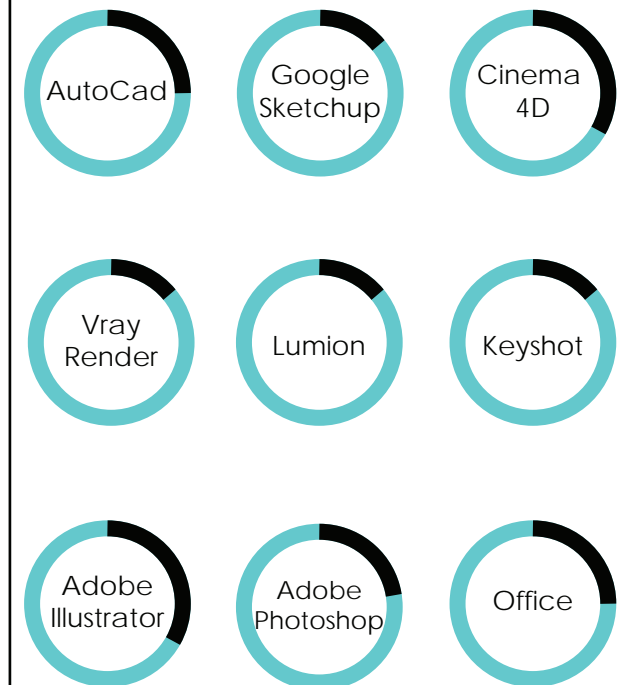 AutoCad
Google
Sketchup
Cinema
4D
Vray
Render
Lumion
Keyshot
Adobe
Illustrator
Adobe
Photoshop
Office